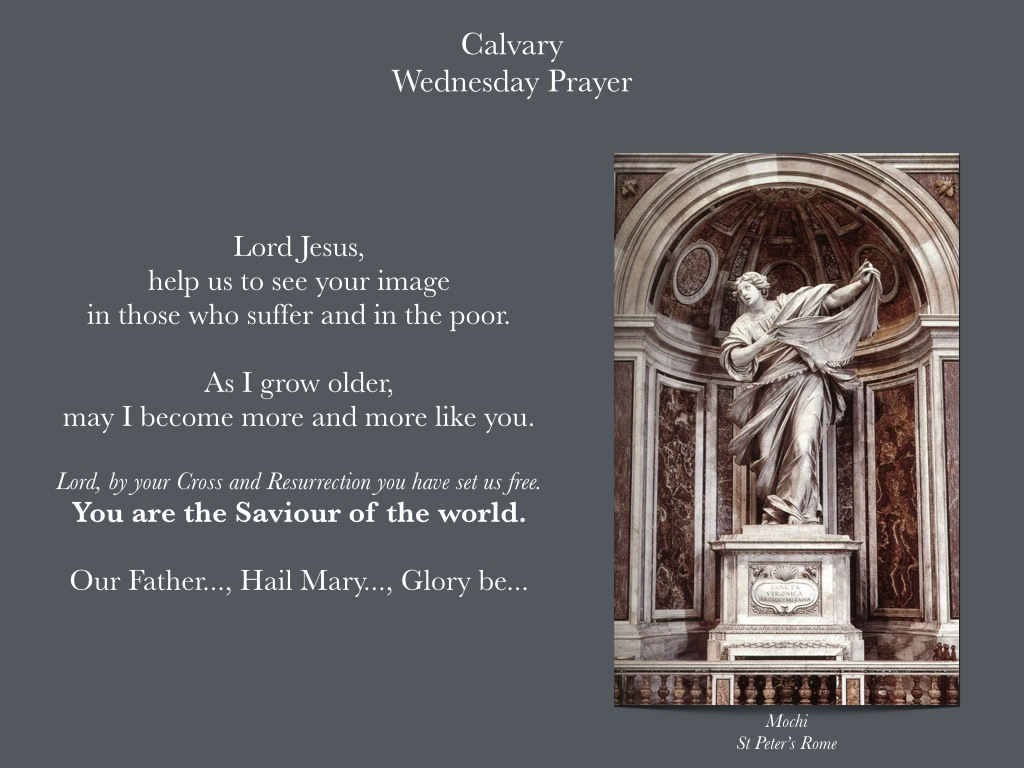 Calvary
Wednesday Prayer
Lord Jesus,
help us to see your image
in those who suffer and in the poor.
As I grow older,
may I become more and more like you.
Lord, by your Cross and Resurrection you have set us free.
You are the Saviour of the world.
Our Father..., Hail Mary..., Glory be...
SANCTA
VERONICA
IEROSOLYMITANA
Mochi
St Peter's Rome